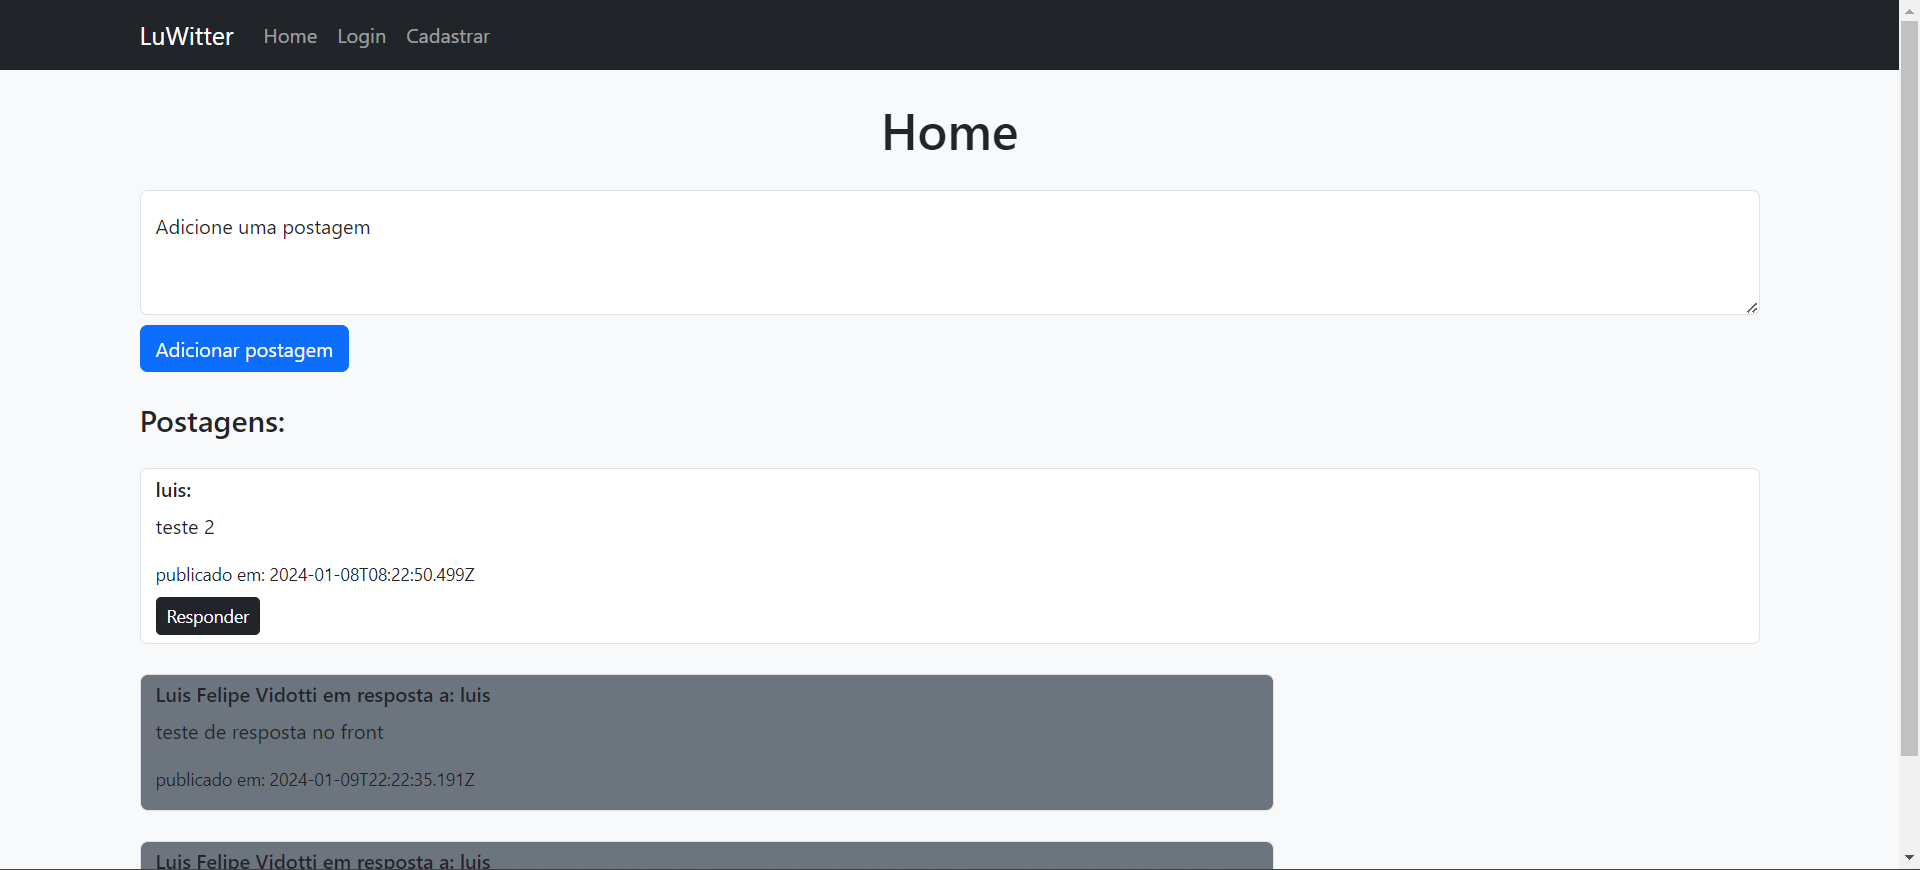 LuWitter Home Login Cadastrar
Home
Adicione uma postagem
Adicionar postagem
Postagens:
luis:
teste 2
publicado em: 2024-01-08T08:22:50.499Z
Responder
Luis Felipe Vidotti em resposta a: luis
teste de resposta no front
publicado em: 2024-01-09T22:22:35.191Z
Luis Felipe Vidotti em resposta a: luis